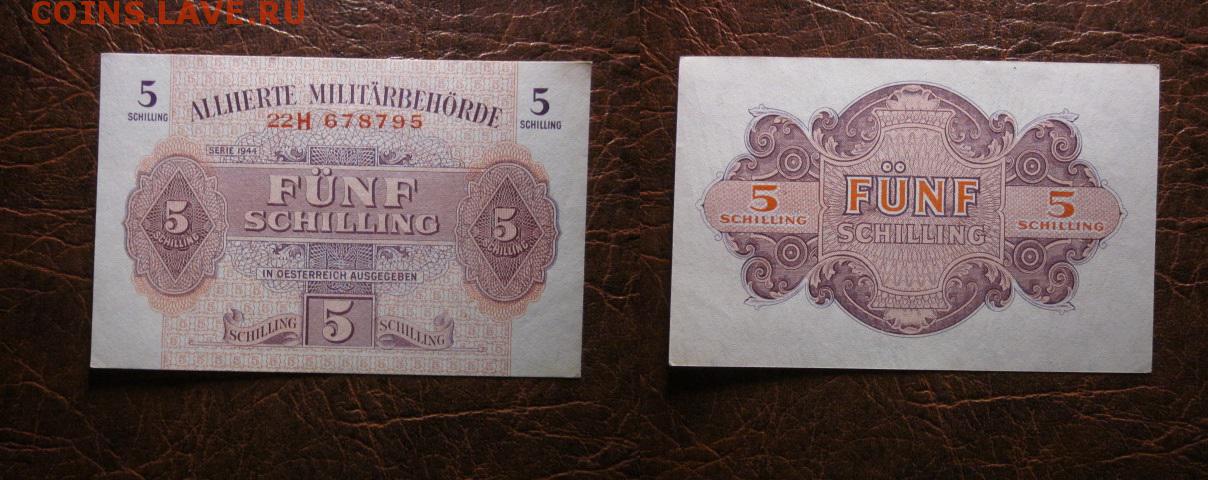 COINS.LAVE.RU
5
SCHILLING
ALLIIERTE MILITÄRBEHÖRDE
5
SCHILLING
22H 678795
SERIE 1944
5
SCHILLING
FÜNF
SCHILLING
5
SCHILLING
IN OESTERREICH AUSGEGEBEN
SCHILLING
5
SCHILLING
5
SCHILLING
FÜNF
SCHILLING
5
SCHILLING